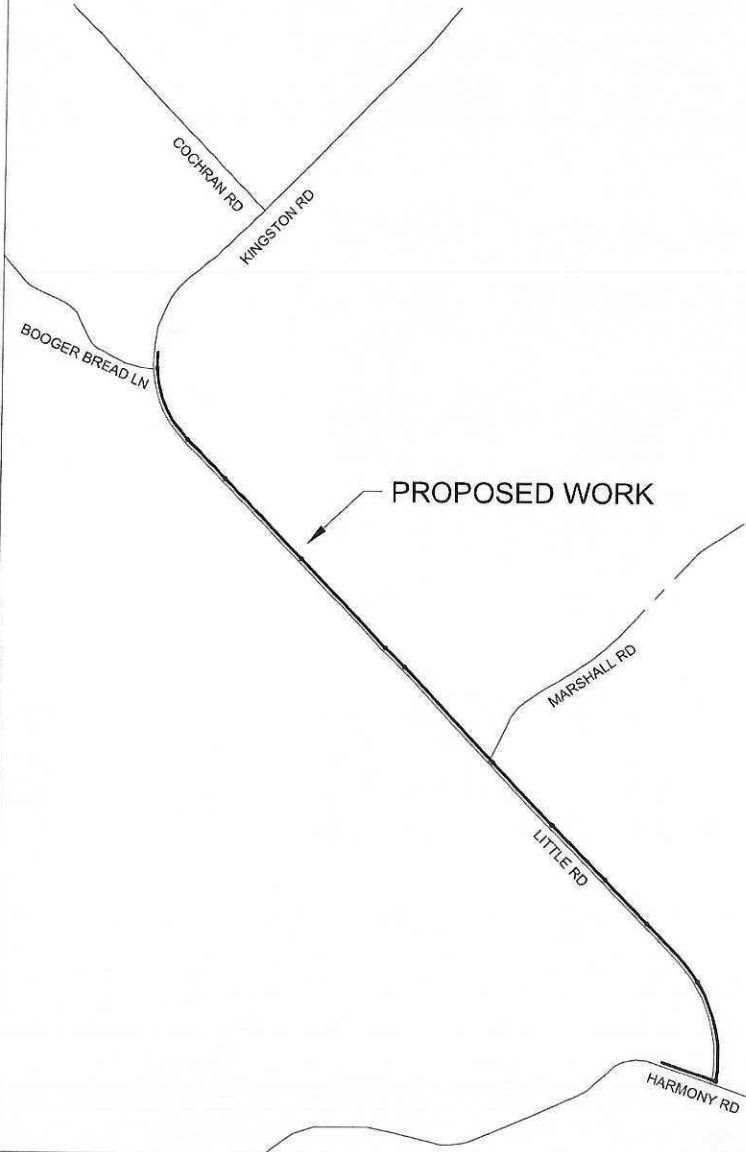 COCHRAN RD
KINGSTON RD
BOOGER BREAD LN
PROPOSED WORK
MARSHALL RD
LITTLE RD
HARMONY RD